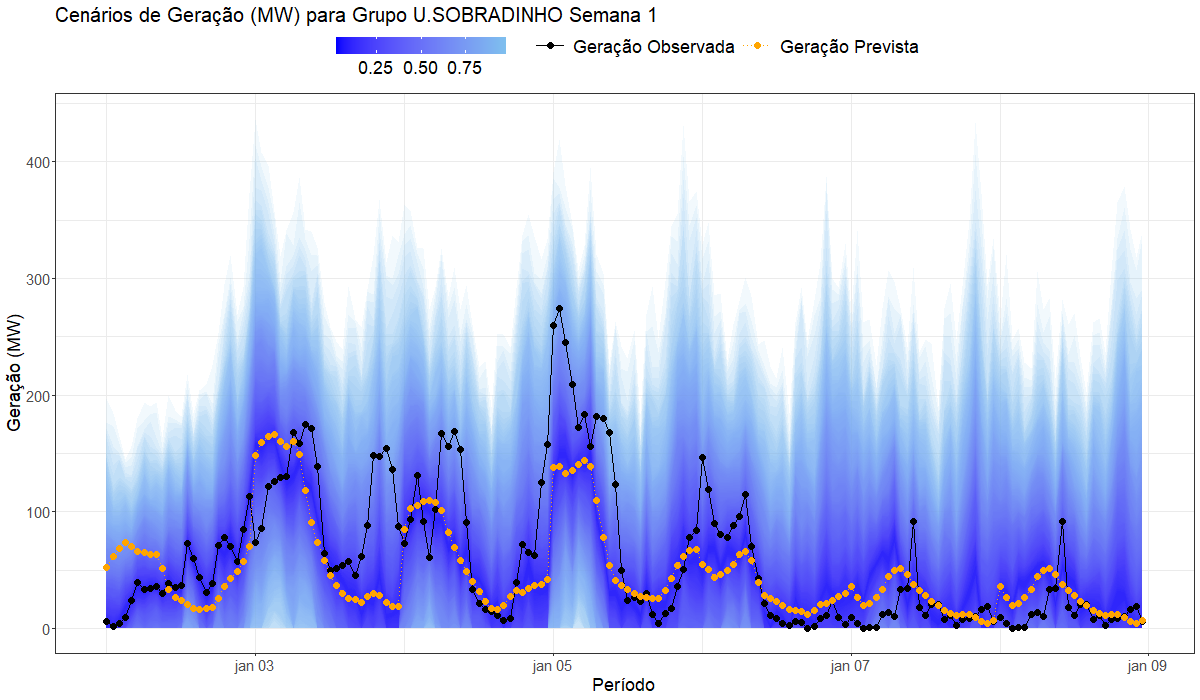 Cenários de Geração (MW) para Grupo U.SOBRADINHO Semana 1
0.25 0.50 0.75
Geração Observada
Geração Prevista
Geração (MW)
400
300
200
100
0
jan 03
jan 05
jan 07
jan 09
Período